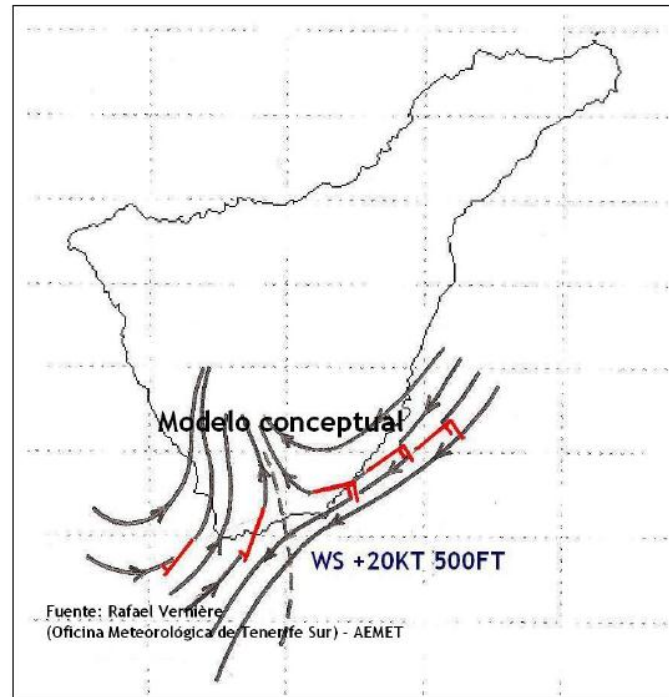 Modelo conceptual
WS +20KT 500FT
Fuente: Rafael Vernière
(Oficina Meteorológica de Tenerife Sur) - AEMET